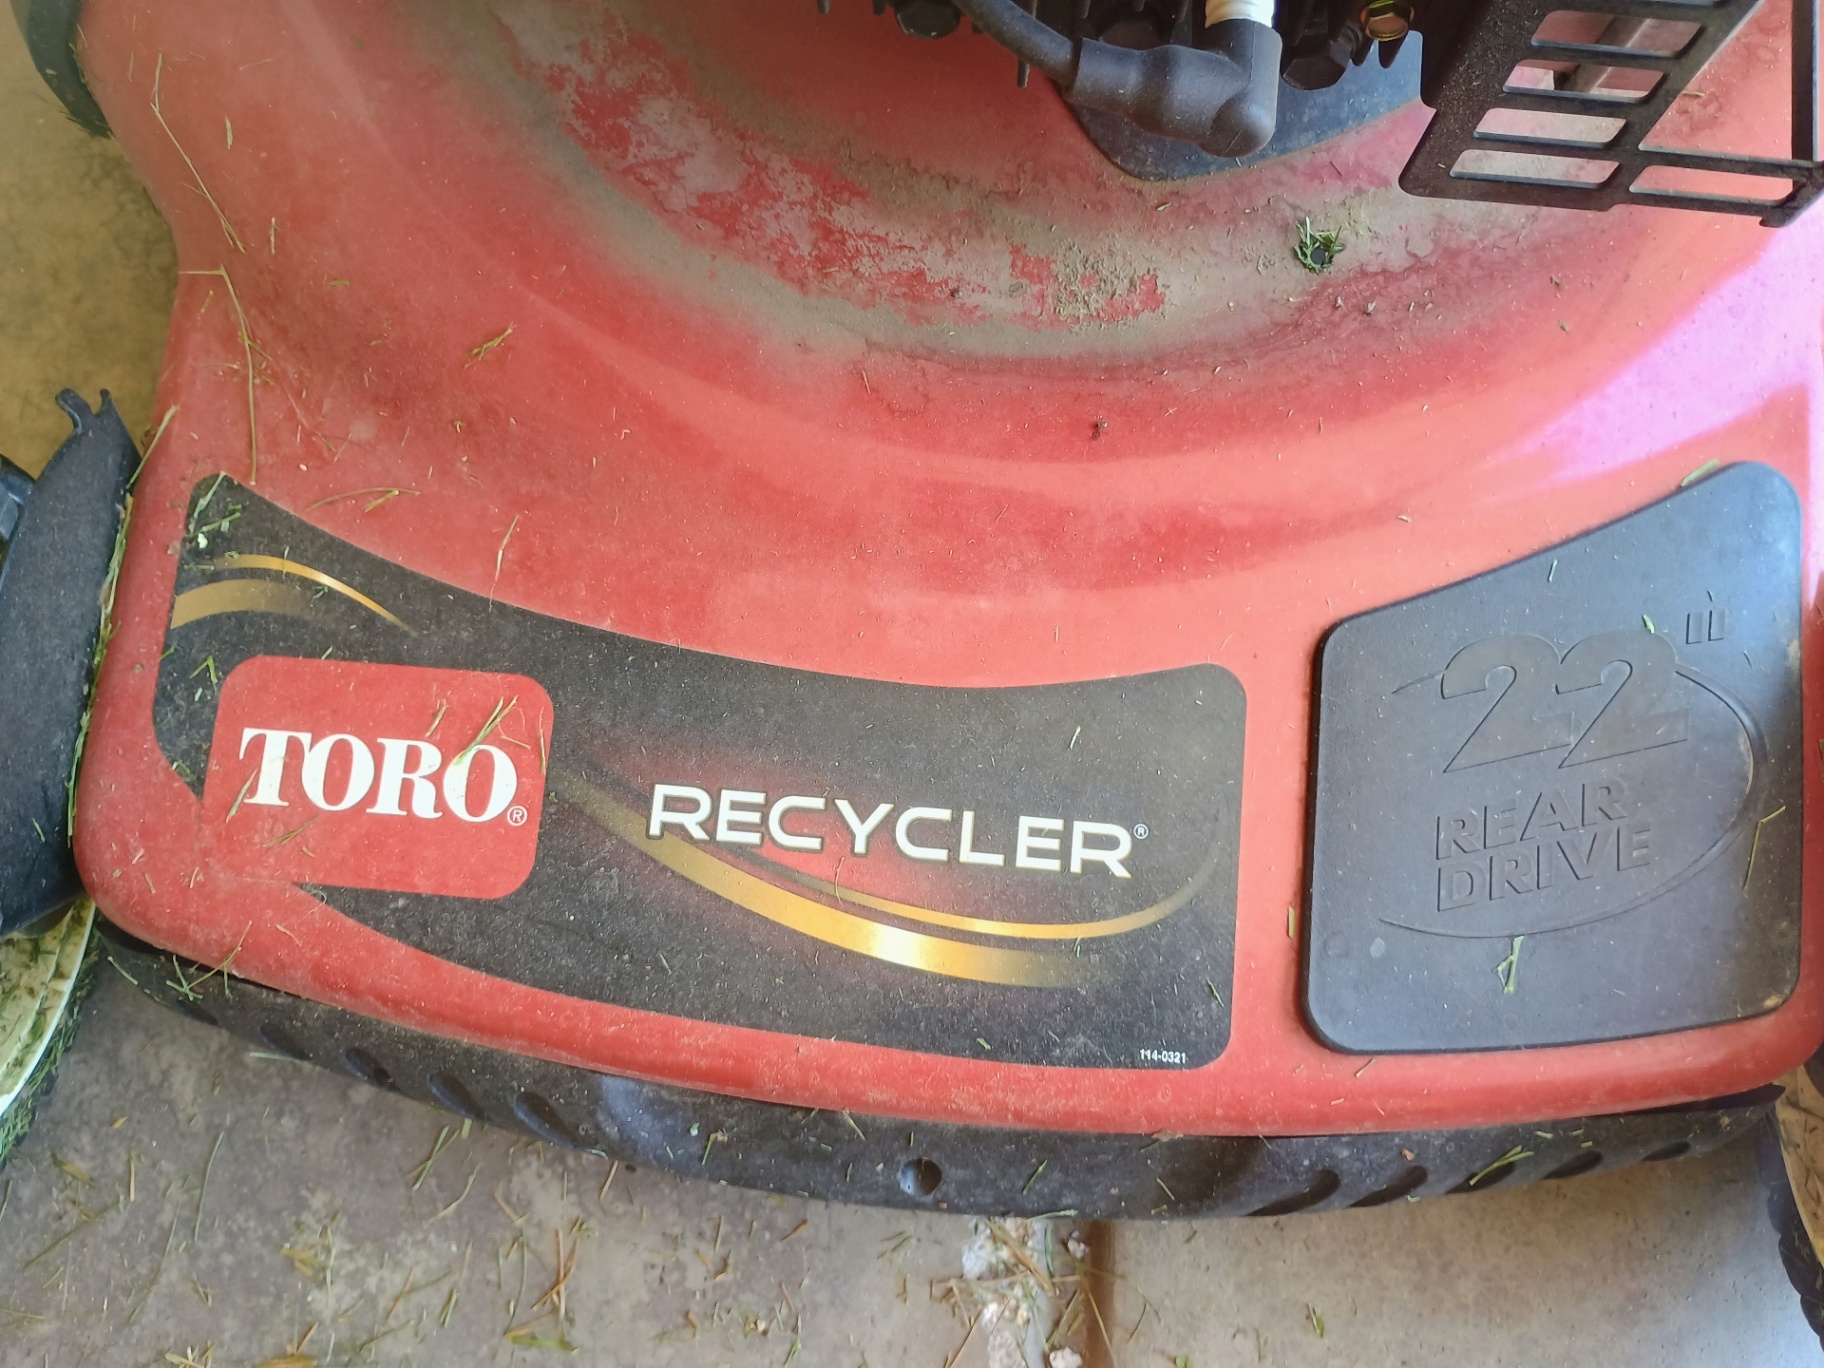 TORO®
RECYCLER®
114-0321
22"
REAR
DRIVE